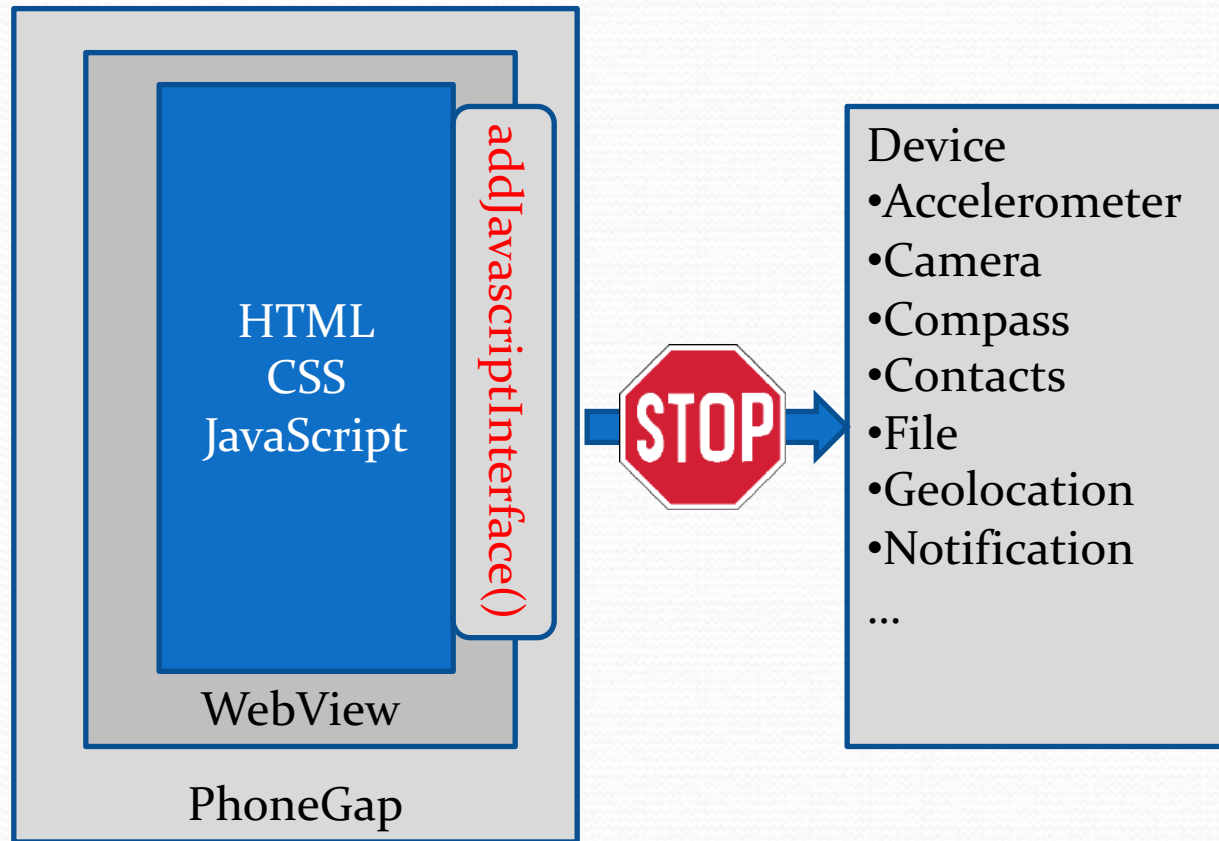 HTML
CSS
JavaScript
addJavascriptInterface()
WebView
PhoneGap
STOP
Device
•Accelerometer
•Camera
•Compass
•Contacts
•File
•Geolocation
•Notification
...